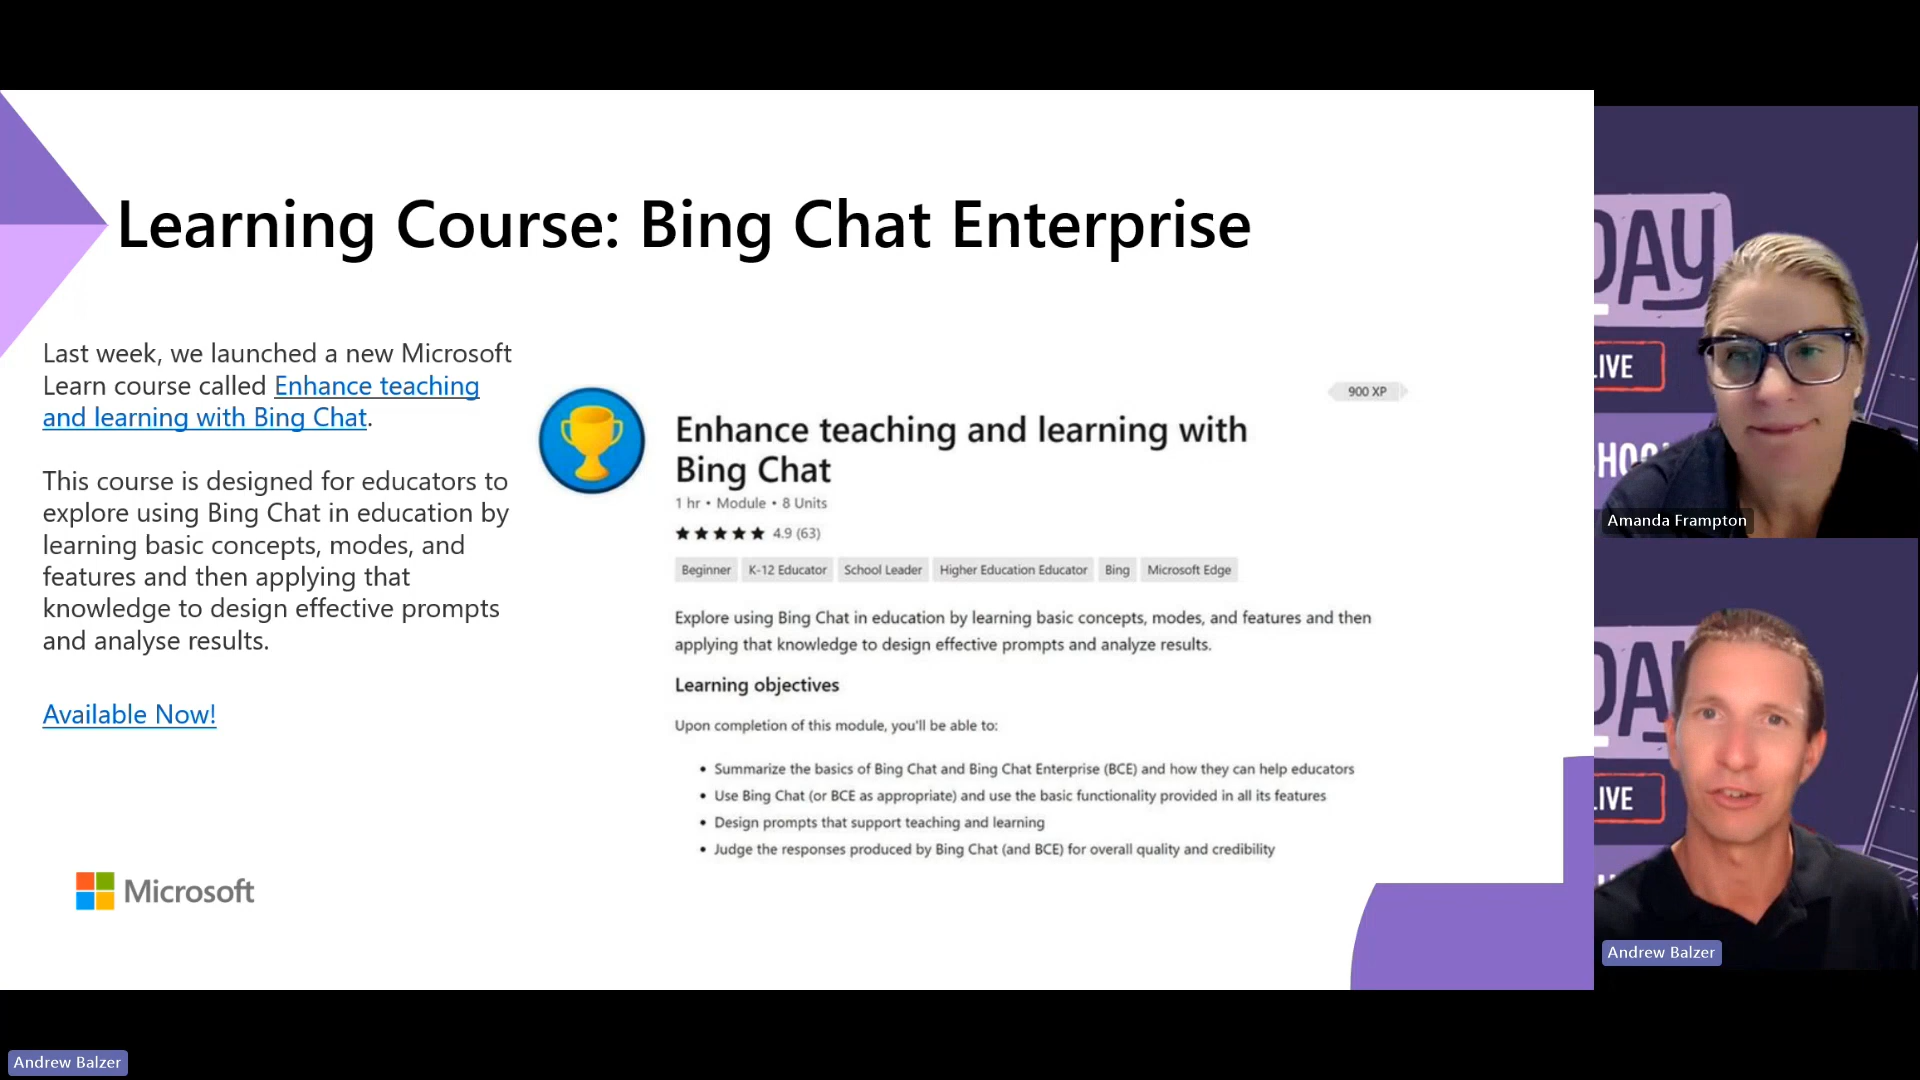 Learning Course: Bing Chat Enterprise
Last week, we launched a new Microsoft
Learn course called Enhance teaching
and learning with Bing Chat.
This course is designed for educators to
explore using Bing Chat in education by
learning basic concepts, modes, and
features and then applying that
knowledge to design effective prompts
and analyse results.
Available Now!
Microsoft
900 XP
Enhance teaching and learning with
Bing Chat
1 hr • Module • 8 Units
4.9 (63)
Beginner K-12 Educator School Leader Higher Education Educator Bing Microsoft Edge
Explore using Bing Chat in education by learning basic concepts, modes, and features and then
applying that knowledge to design effective prompts and analyze results.
Learning objectives
Upon completion of this module, you'll be able to:
• Summarize the basics of Bing Chat and Bing Chat Enterprise (BCE) and how they can help educators
• Use Bing Chat (or BCE as appropriate) and use the basic functionality provided in all its features
• Design prompts that support teaching and learning
• Judge the responses produced by Bing Chat (and BCE) for overall quality and credibility
DAY
LIVE
Amanda Frampton
LIVE
Andrew Balzer
Andrew Balzer